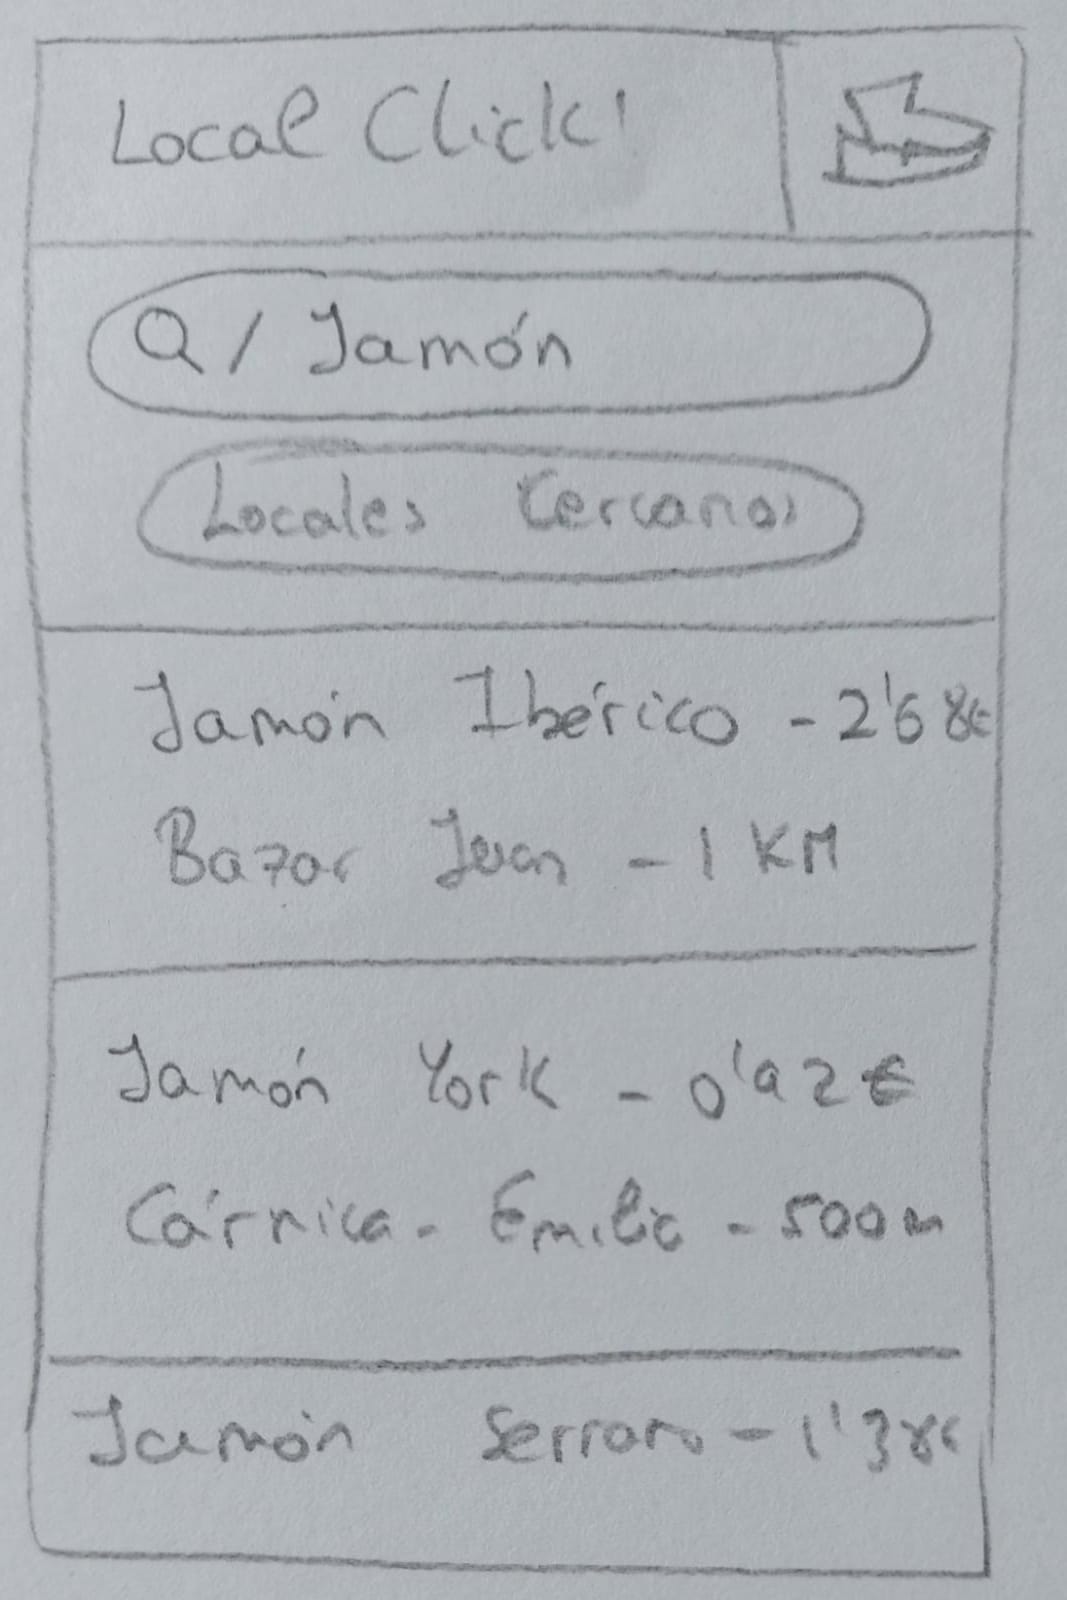 Local Click!
Q/ Jamón
Locales Cercanos
Jamón Ibérico - 2'68€
Bazar Juan - 1 KM
Jamón York - 0'92€
Cárnica - Emilio - 500m
Jamón Serrano - 1'38€